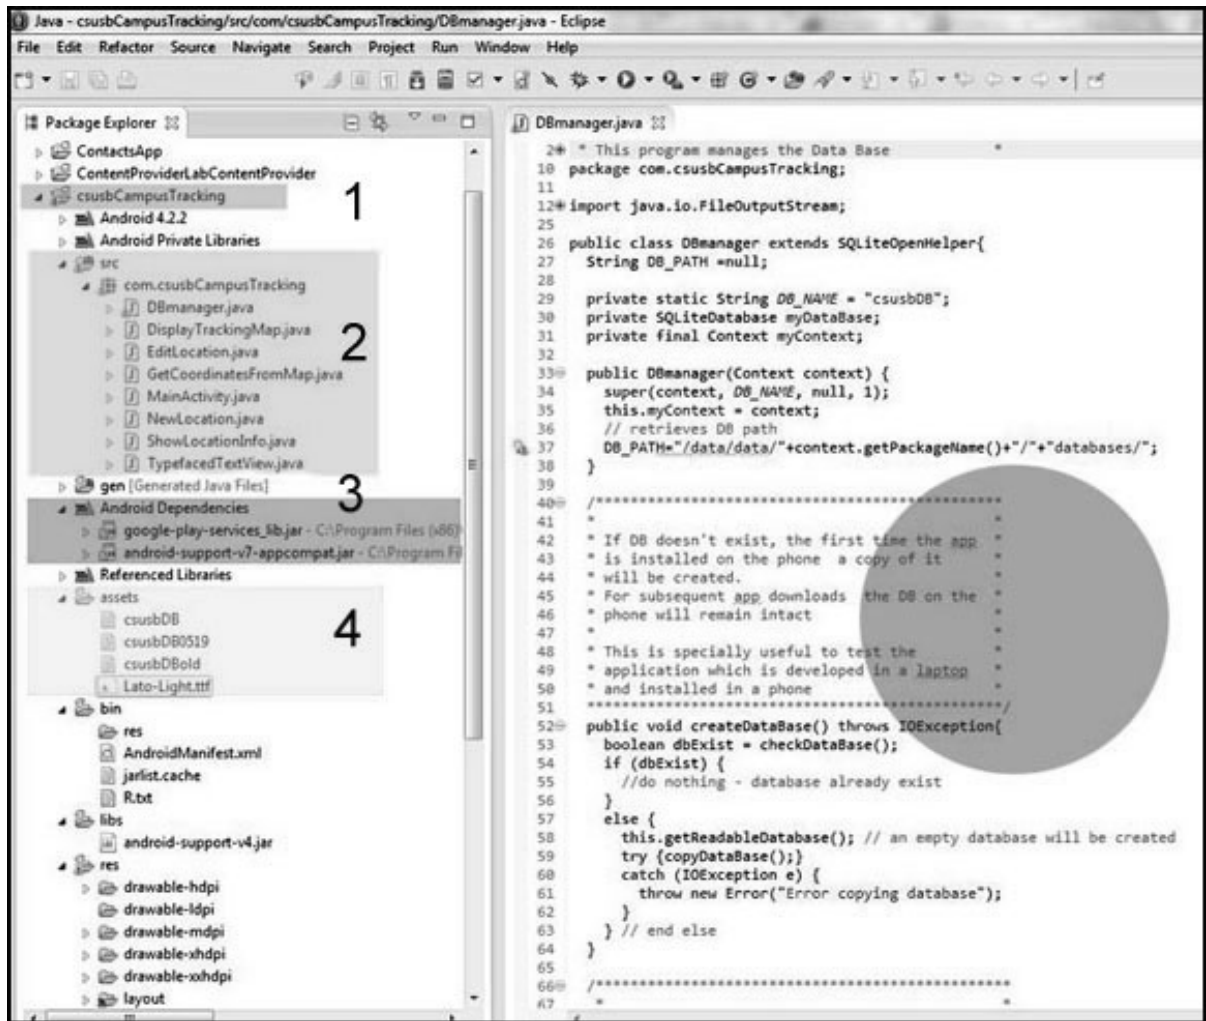 Java - csusbCampusTracking/src/com/csusbCampusTracking/DBmanager.java - Eclipse
File Edit Refactor Source Navigate Search Project Run Window Help
Package Explorer
ContactsApp
ContentProviderLabContentProvider
csusbCampusTracking
1
Android 4.2.2
Android Private Libraries
src
com.csusbCampusTracking
DBmanager.java
DisplayTrackingMap.java
2
EditLocation.java
GetCoordinatesFromMap.java
MainActivity.java
NewLocation.java
ShowLocationInfo.java
TypefacedTextView.java
gen [Generated Java Files]
3
Android Dependencies
google-play-services_lib.jar - C:\Program Files (x86)
android-support-v7-appcompat.jar - C:\Program Fil
Referenced Libraries
assets
csusbDB
4
csusbDB0519
csusbDBold
Lato-Light.ttf
bin
res
AndroidManifest.xml
jarlist.cache
R.txt
libs
android-support-v4.jar
res
drawable-hdpi
drawable-ldpi
drawable-mdpi
drawable-xhdpi
drawable-xxhdpi
layout
DBmanager.java
2 * This program manages the Data Base *
10 package com.csusbCampusTracking;
11
12 import java.io.FileOutputStream;
25
26 public class DBmanager extends SQLiteOpenHelper{
27 String DB_PATH =null;
28
29 private static String DB_NAME = "csusbDB";
30 private SQLiteDatabase myDataBase;
31 private final Context myContext;
32
33 public DBmanager(Context context) {
34 super(context, DB_NAME, null, 1);
35 this.myContext = context;
36 // retrieves DB path
37 DB_PATH="/data/data/"+context.getPackageName()+"/"+"databases/";
38 }
39
40 /**********************************************
41 * *
42 * If DB doesn't exist, the first time the app *
43 * is installed on the phone a copy of it *
44 * will be created. *
45 * For subsequent app downloads the DB on the *
46 * phone will remain intact *
47 * *
48 * This is specially useful to test the *
49 * application which is developed in a laptop *
50 * and installed in a phone *
51 **********************************************/
52 public void createDataBase() throws IOException{
53 boolean dbExist = checkDataBase();
54 if (dbExist) {
55 //do nothing - database already exist
56 }
57 else {
58 this.getReadableDatabase(); // an empty database will be created
59 try {copyDataBase();}
60 catch (IOException e) {
61 throw new Error("Error copying database");
62 }
63 } // end else
64 }
65
66 /***********************************************
67 * *